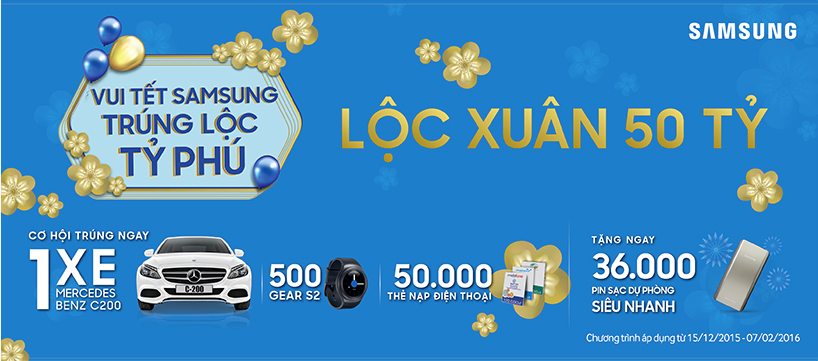 SAMSUNG
VUI TẾT SAMSUNG
TRÚNG LỘC
TỶ PHÚ
LỘC XUÂN 50 TỶ
CƠ HỘI TRÚNG NGAY
1 XE
MERCEDES
BENZ C200
C-200
500
GEAR S2
50.000
THẺ NẠP ĐIỆN THOẠI
TẶNG NGAY
36.000
PIN SẠC DỰ PHÒNG
SIÊU NHANH
Chương trình áp dụng từ 15/12/2015 - 07/02/2016